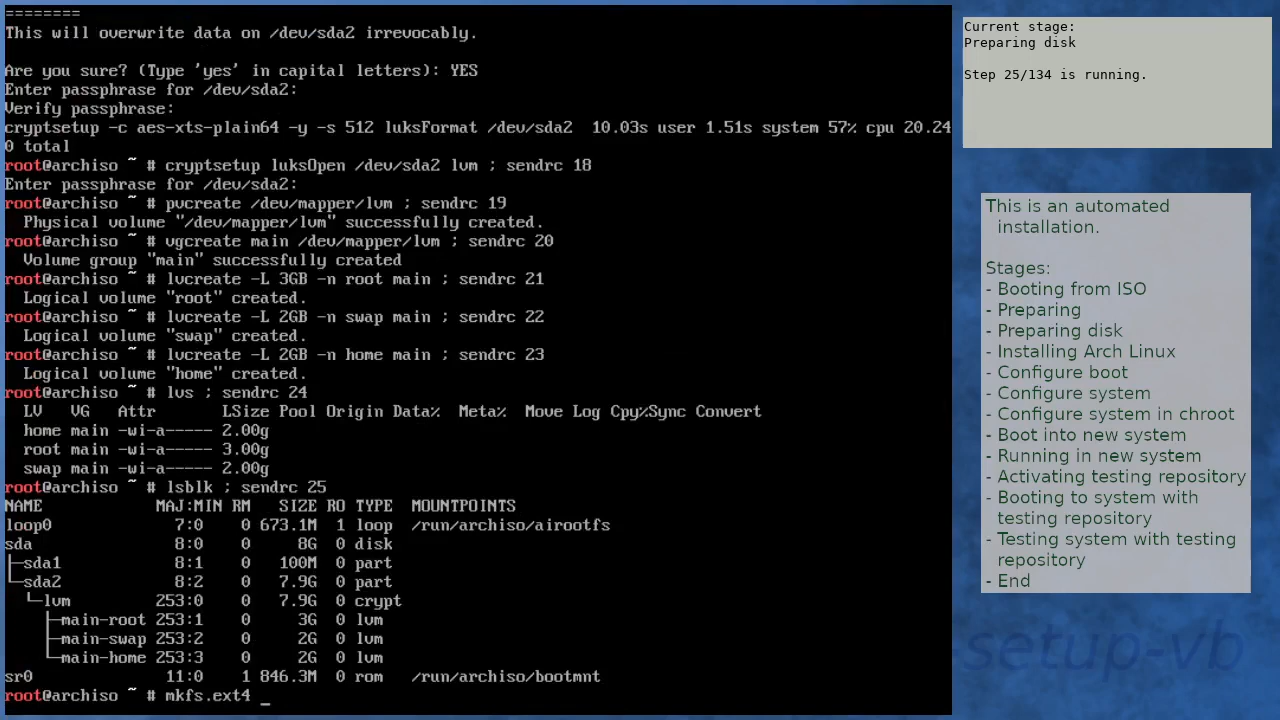 ========
This will overwrite data on /dev/sda2 irrevocably.
Are you sure? (Type 'yes' in capital letters): YES
Enter passphrase for /dev/sda2:
Verify passphrase:
cryptsetup -c aes-xts-plain64 -y -s 512 luksFormat /dev/sda2  10.03s user 1.51s system 57% cpu 20.24
0 total
root@archiso ~ # cryptsetup luksOpen /dev/sda2 lvm ; sendrc 18
Enter passphrase for /dev/sda2:
root@archiso ~ # pvcreate /dev/mapper/lvm ; sendrc 19
  Physical volume "/dev/mapper/lvm" successfully created.
root@archiso ~ # vgcreate main /dev/mapper/lvm ; sendrc 20
  Volume group "main" successfully created
root@archiso ~ # lvcreate -L 3GB -n root main ; sendrc 21
  Logical volume "root" created.
root@archiso ~ # lvcreate -L 2GB -n swap main ; sendrc 22
  Logical volume "swap" created.
root@archiso ~ # lvcreate -L 2GB -n home main ; sendrc 23
  Logical volume "home" created.
root@archiso ~ # lvs ; sendrc 24
  LV   VG   Attr       LSize Pool Origin Data%  Meta%  Move Log Cpy%Sync Convert
  home main -wi-a----- 2.00g
  root main -wi-a----- 3.00g
  swap main -wi-a----- 2.00g
root@archiso ~ # lsblk ; sendrc 25
NAME            MAJ:MIN RM   SIZE RO TYPE  MOUNTPOINTS
loop0             7:0    0 673.1M  1 loop  /run/archiso/airootfs
sda               8:0    0     8G  0 disk
├─sda1            8:1    0   100M  0 part
└─sda2            8:2    0   7.9G  0 part
  └─lvm         253:0    0   7.9G  0 crypt
    ├─main-root 253:1    0     3G  0 lvm
    ├─main-swap 253:2    0     2G  0 lvm
    └─main-home 253:3    0     2G  0 lvm
sr0              11:0    1 846.3M  0 rom   /run/archiso/bootmnt
root@archiso ~ # mkfs.ext4 _
Current stage:
Preparing disk
Step 25/134 is running.
This is an automated
installation.
Stages:
- Booting from ISO
- Preparing
- Preparing disk
- Installing Arch Linux
- Configure boot
- Configure system
- Configure system in chroot
- Boot into new system
- Running in new system
- Activating testing repository
- Booting to system with
testing repository
- Testing system with testing
repository
- End
-setup-vb